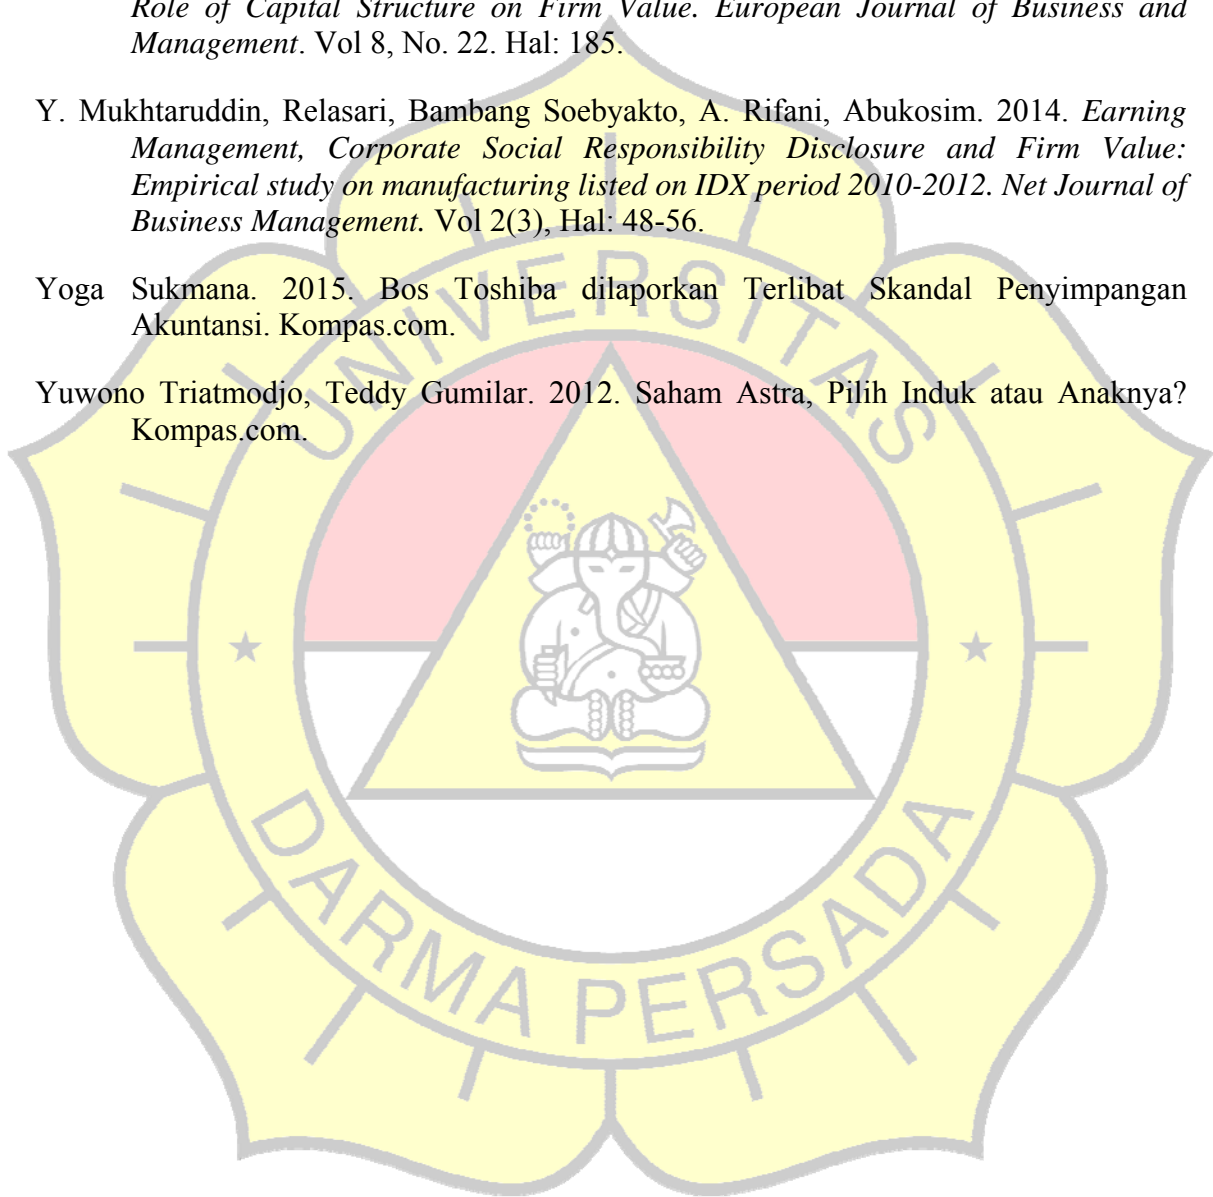 Role of Capital Structure on Firm Value. European Journal of Business and
Management. Vol 8, No. 22. Hal: 185.
Y. Mukhtaruddin, Relasari, Bambang Soebyakto, A. Rifani, Abukosim. 2014. Earning
Management, Corporate Social Responsibility Disclosure and Firm Value:
Empirical study on manufacturing listed on IDX period 2010-2012. Net Journal of
Business Management. Vol 2(3), Hal: 48-56.
Yoga Sukmana. 2015. Bos Toshiba dilaporkan Terlibat Skandal Penyimpangan
Akuntansi. Kompas.com.
Yuwono Triatmodjo, Teddy Gumilar. 2012. Saham Astra, Pilih Induk atau Anaknya?
Kompas.com.
UNIVERSITAS
DARMA PERSADA